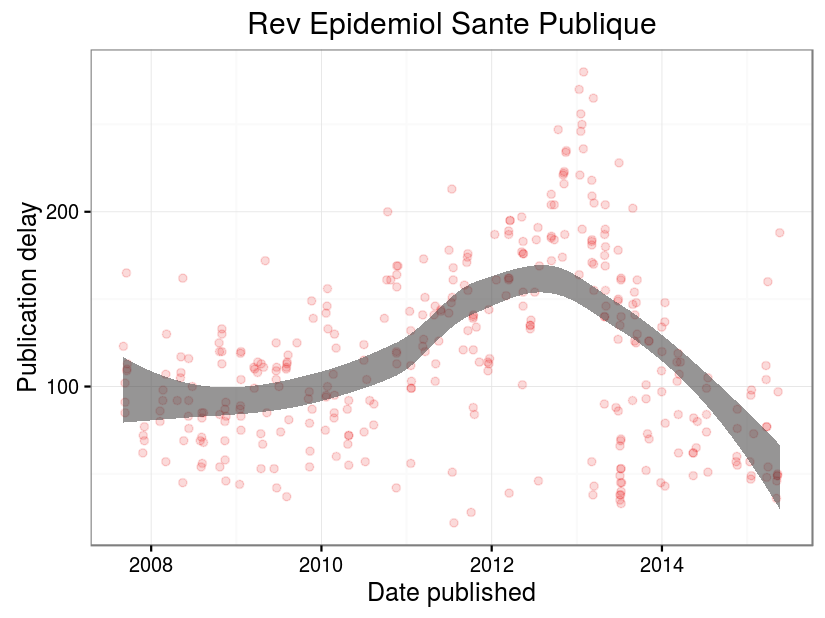 Rev Epidemiol Sante Publique
Publication delay
200
100
2008 2010 2012 2014
Date published